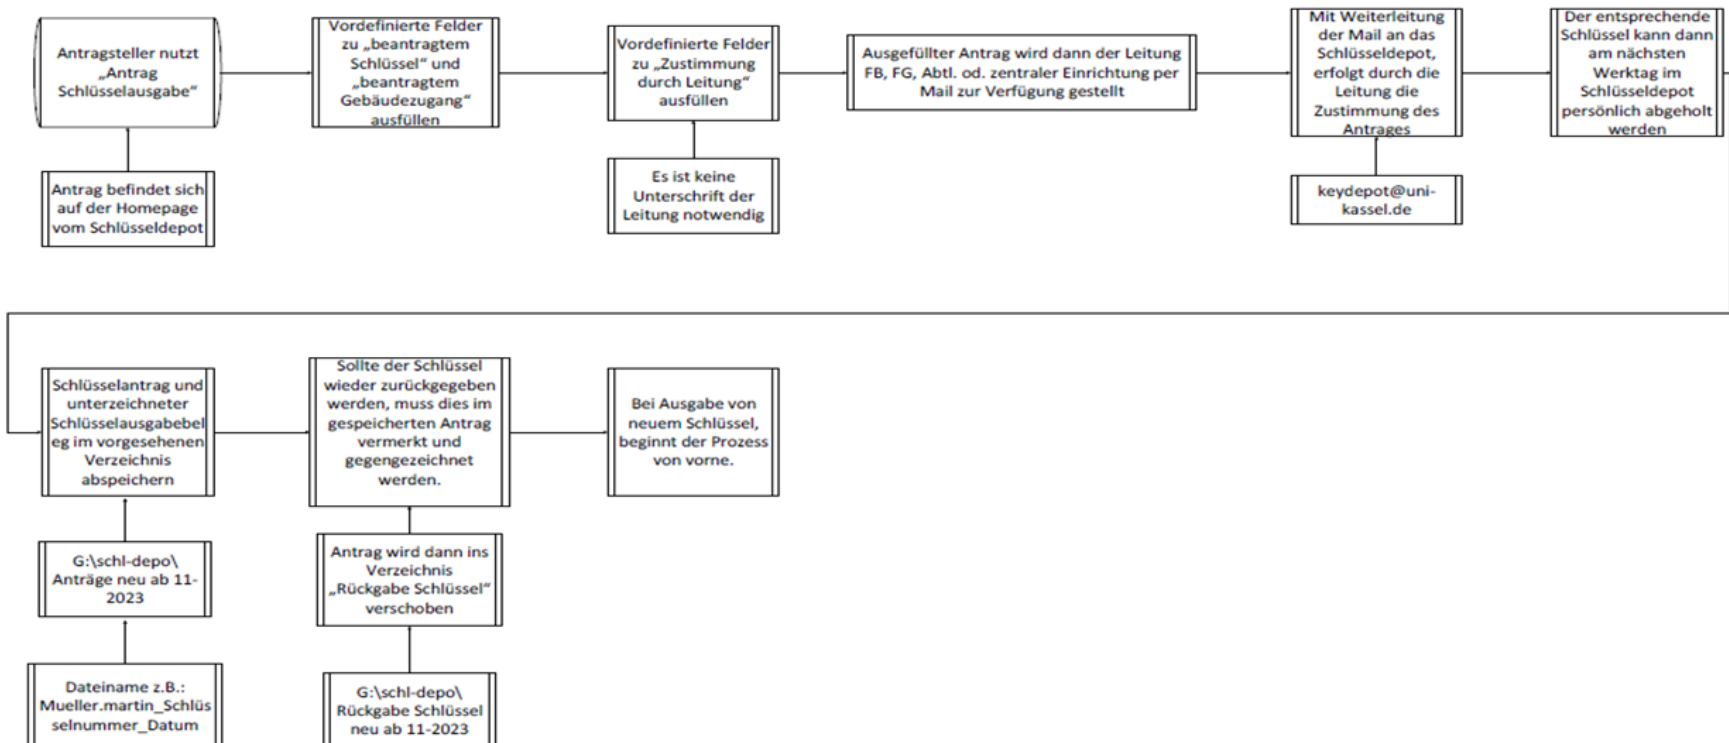 Antragsteller nutzt
„Antrag
Schlüsselausgabe“
Vordefinierte Felder
zu „beantragtem
Schlüssel“ und
„beantragtem
Gebäudezugang“
ausfüllen
Vordefinierte Felder
zu „Zustimmung
durch Leitung“
ausfüllen
Ausgefüllter Antrag wird dann der Leitung
FB, FG, Abtl. od. zentraler Einrichtung per
Mail zur Verfügung gestellt
Mit Weiterleitung
der Mail an das
Schlüsseldepot,
erfolgt durch die
Leitung die
Zustimmung des
Antrages
Der entsprechende
Schlüssel kann dann
am nächsten
Werktag im
Schlüsseldepot
persönlich abgeholt
werden
Antrag befindet sich
auf der Homepage
vom Schlüsseldepot
Es ist keine
Unterschrift der
Leitung notwendig
keydepot@uni-
kassel.de
Schlüsselantrag und
unterzeichneter
Schlüsselausgabebel
eg im vorgesehenen
Verzeichnis
abspeichern
Sollte der Schlüssel
wieder zurückgegeben
werden, muss dies im
gespeicherten Antrag
vermerkt und
gegengezeichnet
werden.
Bei Ausgabe von
neuem Schlüssel,
beginnt der Prozess
von vorne.
G:\schl-depo\
Anträge neu ab 11-
2023
Antrag wird dann ins
Verzeichnis
„Rückgabe Schlüssel“
verschoben
Dateiname z.B.:
Mueller.martin_Schlüs
selnummer_Datum
G:\schl-depo\
Rückgabe Schlüssel
neu ab 11-2023